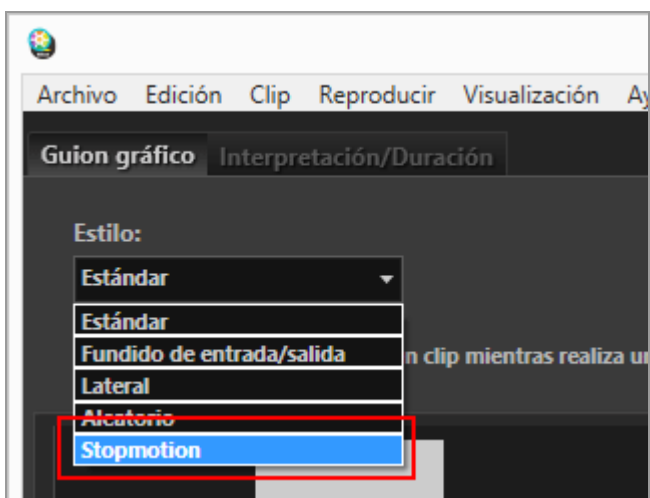 Archivo Edición Clip Reproducir Visualización
Guion gráfico Interpretación/Duración
Estilo:
Estándar
Estándar
Fundido de entrada/salida
clip mientras realiza
Lateral
Aleatorio
Stopmotion